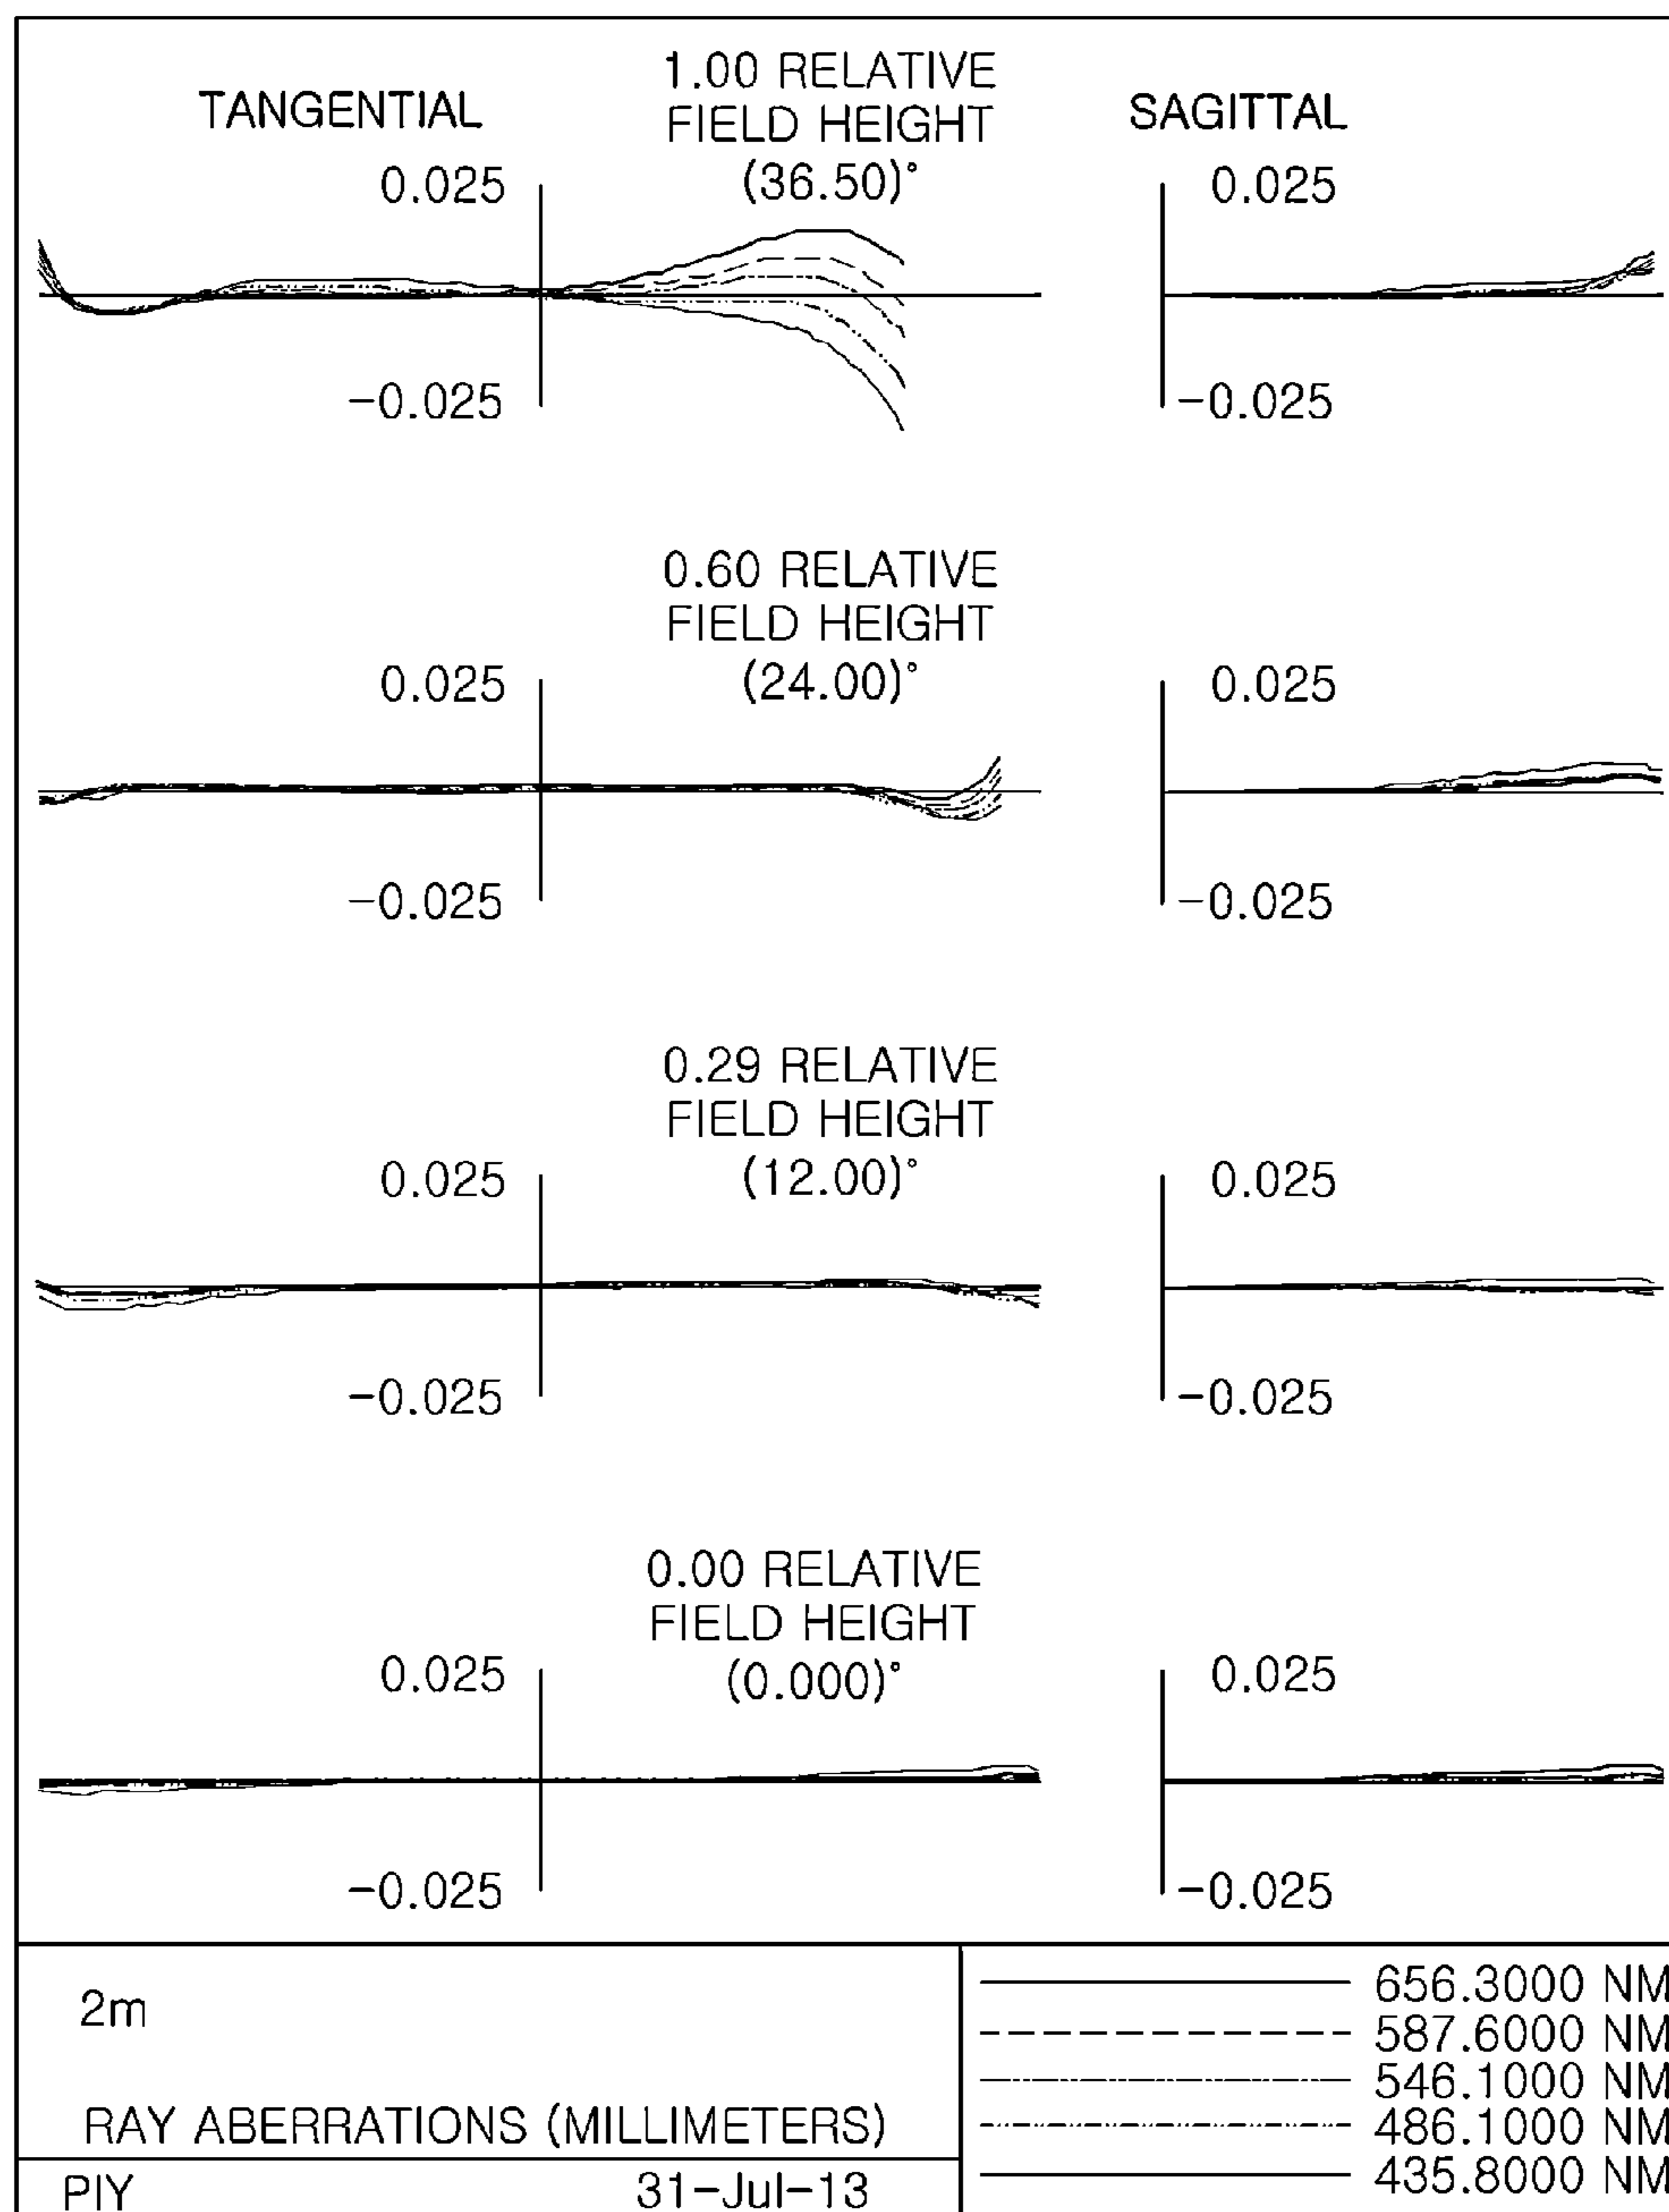 1.00 RELATIVE
TANGENTIAL FIELD HEIGHT SAGITTAL
0.025 (36.50)° 0.025
-0.025 -0.025
0.60 RELATIVE
FIELD HEIGHT
0.025 (24.00)° 0.025
-0.025 -0.025
0.29 RELATIVE
FIELD HEIGHT
0.025 (12.00)° 0.025
-0.025 -0.025
0.00 RELATIVE
FIELD HEIGHT
0.025 (0.000)° 0.025
-0.025 -0.025
2m
RAY ABERRATIONS (MILLIMETERS)
PIY 31-Jul-13
656.3000 NM
587.6000 NM
546.1000 NM
486.1000 NM
435.8000 NM